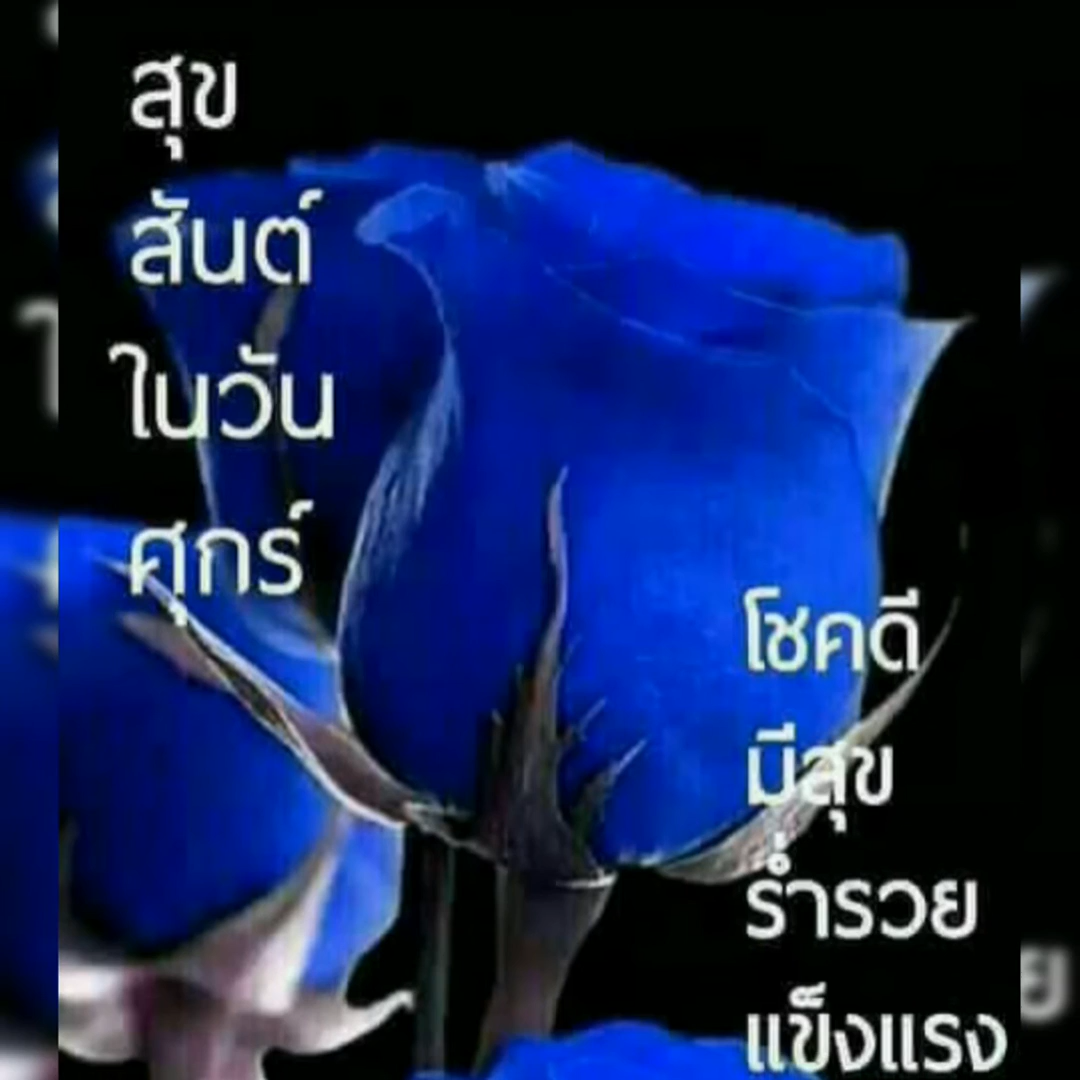 สุข
สันต์
ในวัน
ศุกร์
โชคดี
มีสุข
ร่ำรวย
แข็งแรง